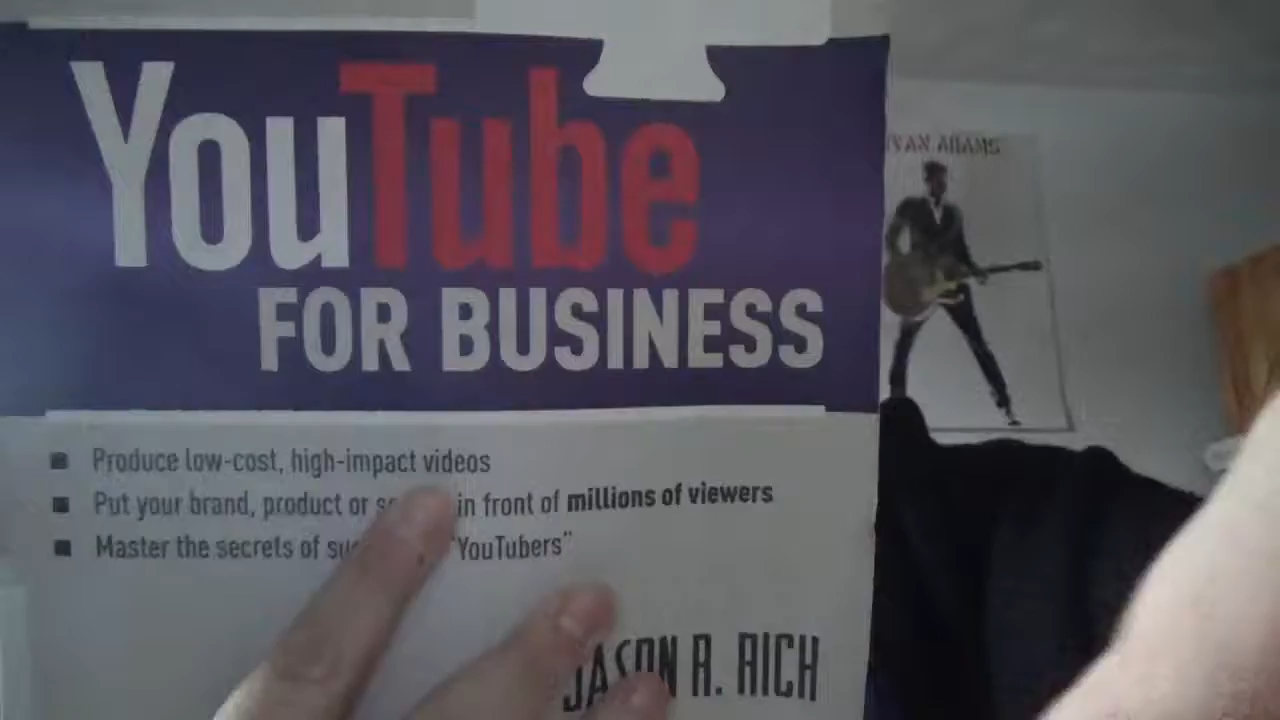 YouTube
FOR BUSINESS
Produce low-cost, high-impact videos
Put your brand, product or in front of millions of viewers
Master the secrets of "YouTubers"
JASON R. RICH
ADAMS